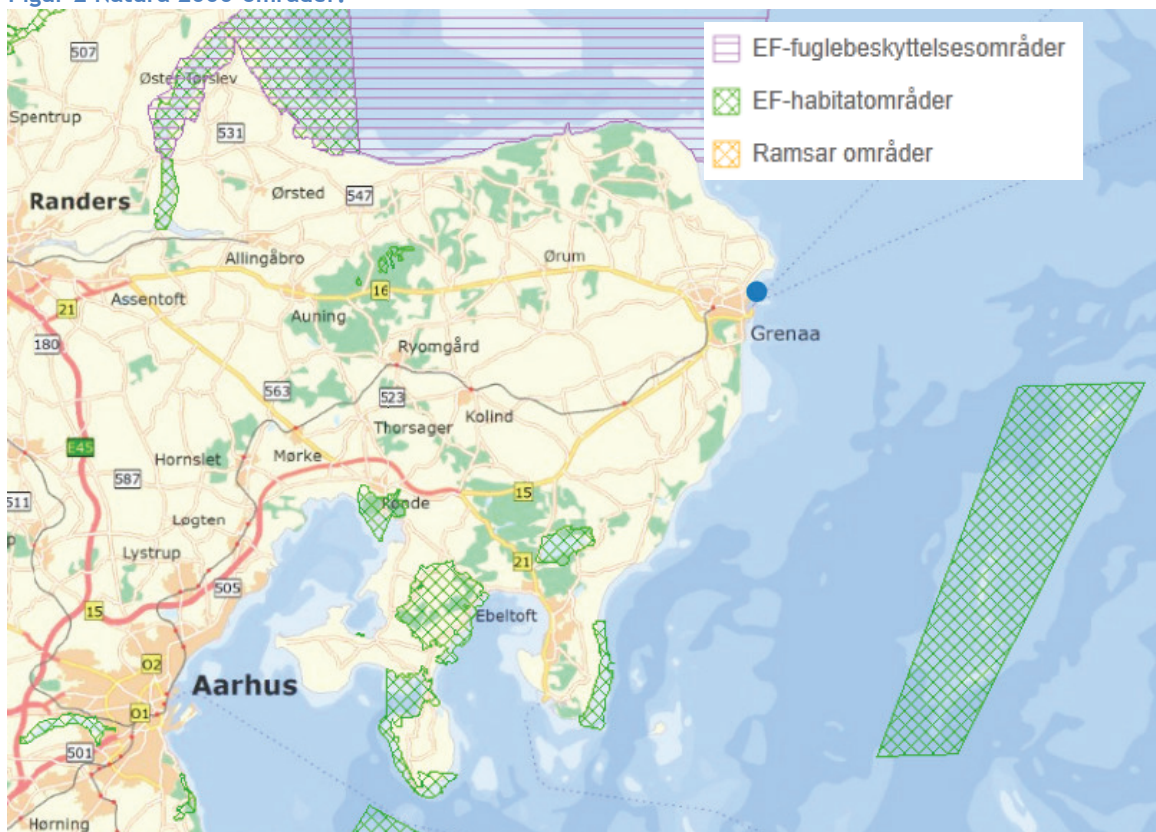 507
Øster Tørslev
Spentrup
531
EF-fuglebeskyttelsesområder
EF-habitatområder
Ramsar områder
Randers
Ørsted
547
Allingåbro
Ørum
Assentoft
16
21
Auning
Grenaa
180
Ryomgård
563
523
Kolind
Thorsager
E45
Hornslet
Mørke
587
15
511
Rønde
Løgten
Lystrup
21
505
15
Ebeltoft
O2
Aarhus
O1
501
Hørning